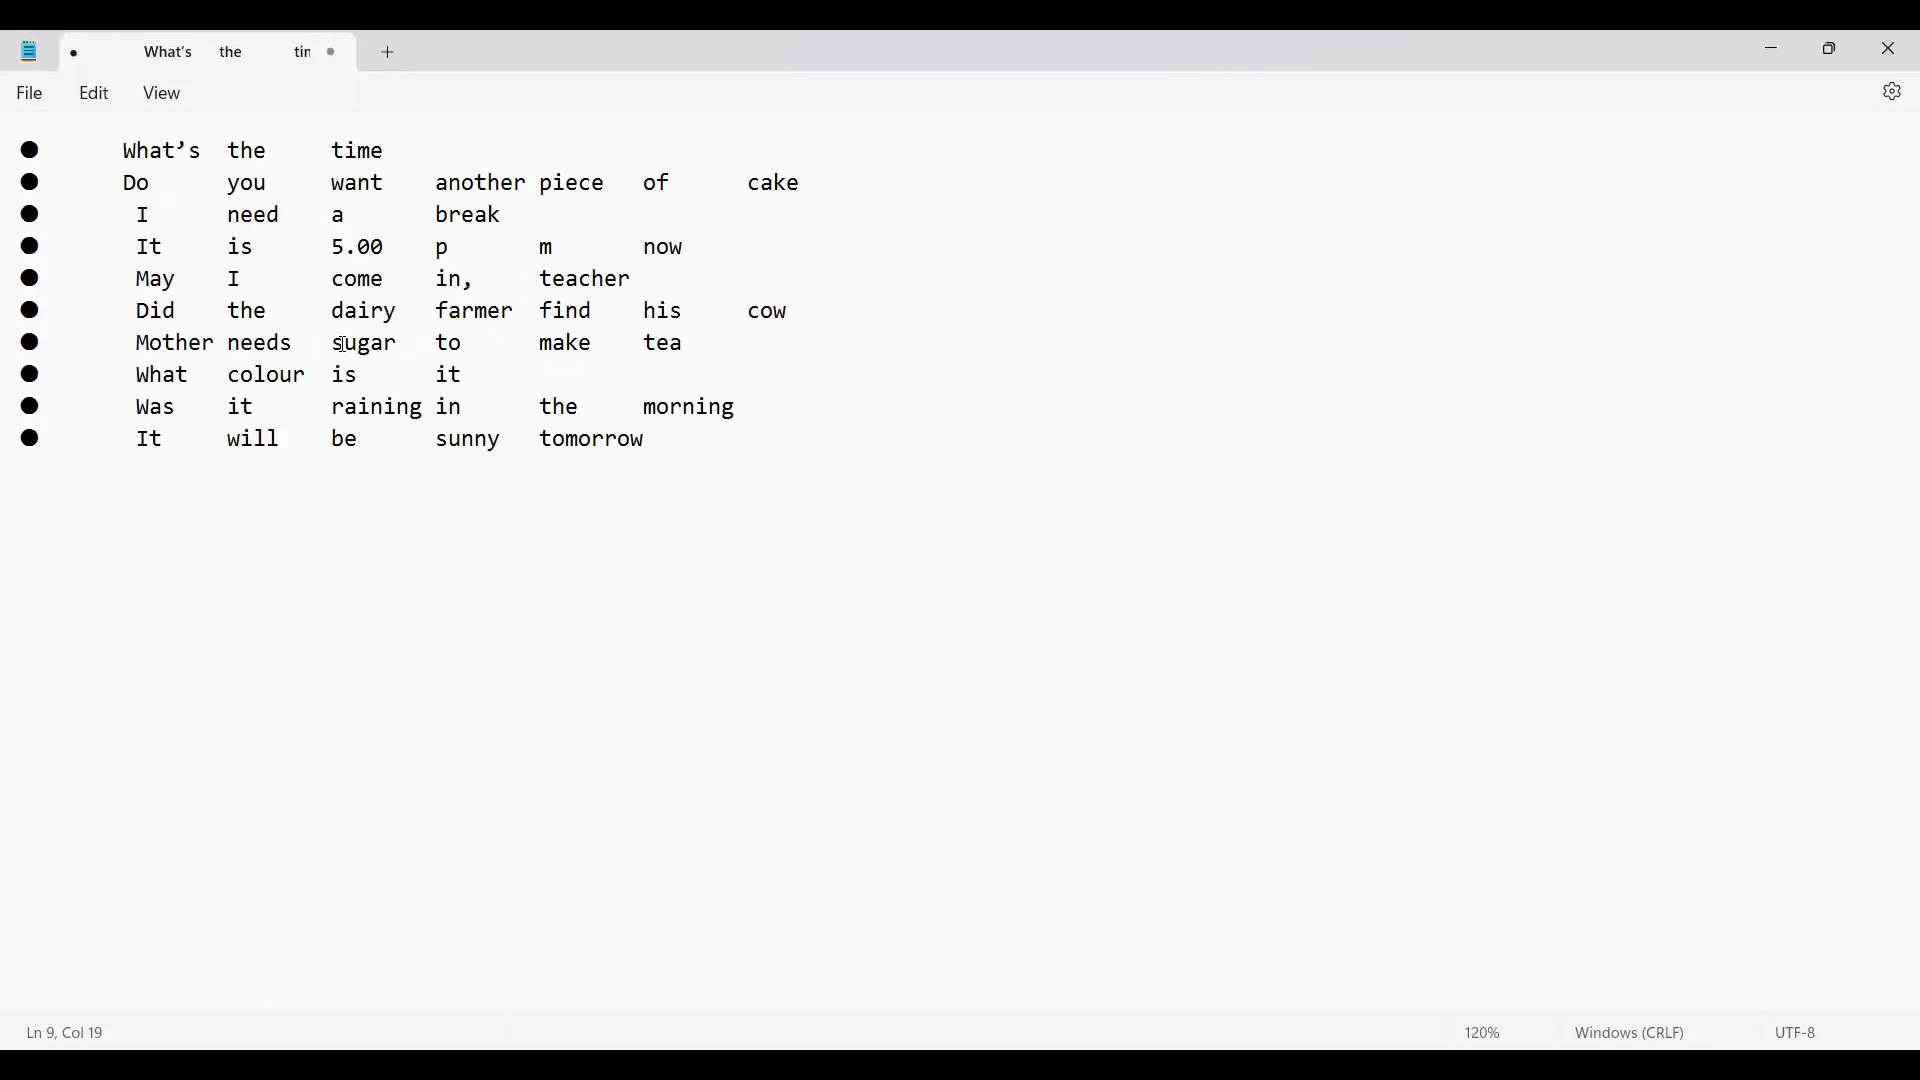 ● What's the tin ●
File Edit View
● What’s the time
● Do you want another piece of cake
● I need a break
● It is 5.00 p m now
● May I come in, teacher
● Did the dairy farmer find his cow
● Mother needs sugar to make tea
● What colour is it
● Was it raining in the morning
● It will be sunny tomorrow
Ln 9, Col 19 120% Windows (CRLF) UTF-8